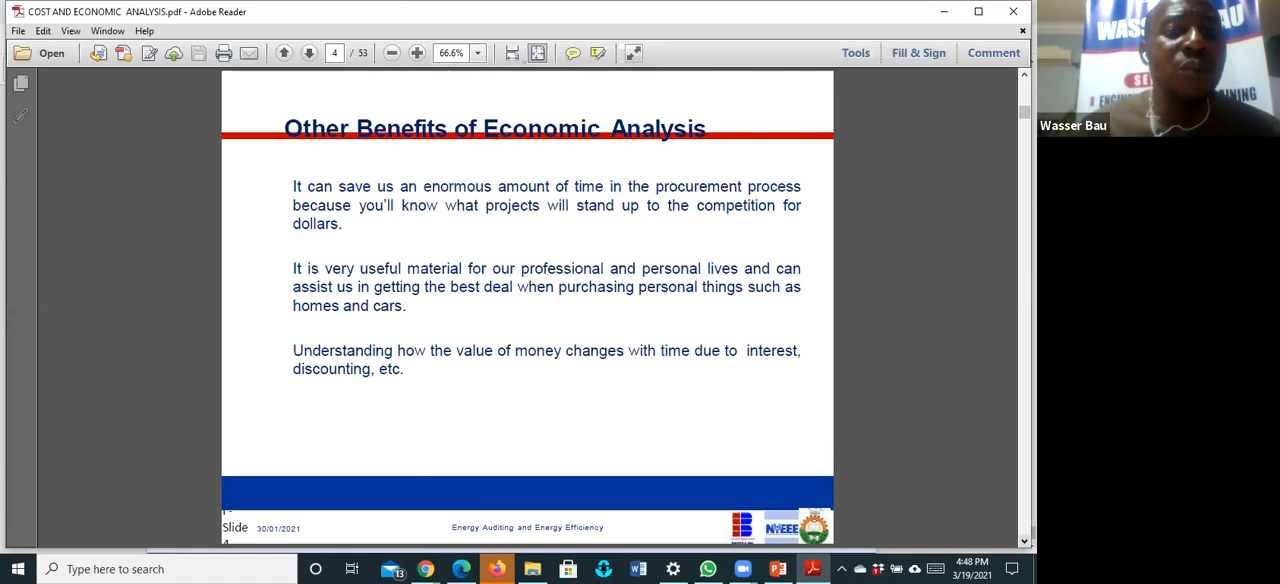 COST AND ECONOMIC  ANALYSIS.pdf - Adobe Reader
File Edit View Window Help
Open 4 / 53 66.6% Tools Fill & Sign Comment
Other Benefits of Economic Analysis
It can save us an enormous amount of time in the procurement process
because you'll know what projects will stand up to the competition for
dollars.
It is very useful material for our professional and personal lives and can
assist us in getting the best deal when purchasing personal things such as
homes and cars.
Understanding how the value of money changes with time due to  interest,
discounting, etc.
Slide
30/01/2021
Energy Auditing and Energy Efficiency
Type here to search
13
4:48 PM
3/19/2021
WASSE AU
SE
ENGINE AINING
Wasser Bau